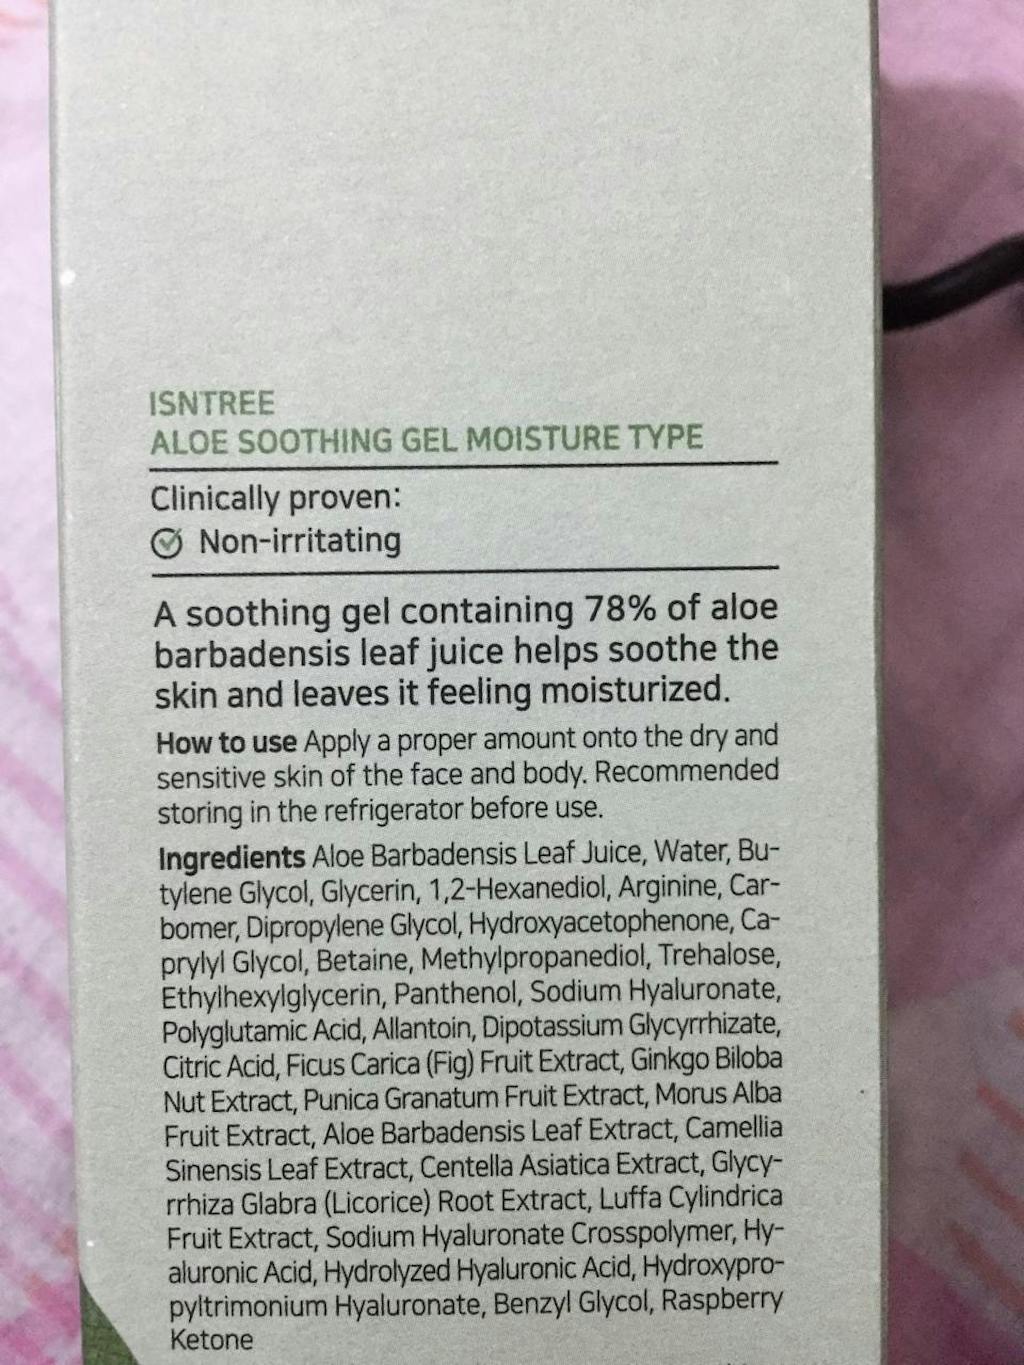 ISNTREE
ALOE SOOTHING GEL MOISTURE TYPE
Clinically proven:
Non-irritating
A soothing gel containing 78% of aloe
barbadensis leaf juice helps soothe the
skin and leaves it feeling moisturized.
How to use Apply a proper amount onto the dry and
sensitive skin of the face and body. Recommended
storing in the refrigerator before use.
Ingredients Aloe Barbadensis Leaf Juice, Water, Bu-
tylene Glycol, Glycerin, 1,2-Hexanediol, Arginine, Car-
bomer, Dipropylene Glycol, Hydroxyacetophenone, Ca-
prylyl Glycol, Betaine, Methylpropanediol, Trehalose,
Ethylhexylglycerin, Panthenol, Sodium Hyaluronate,
Polyglutamic Acid, Allantoin, Dipotassium Glycyrrhizate,
Citric Acid, Ficus Carica (Fig) Fruit Extract, Ginkgo Biloba
Nut Extract, Punica Granatum Fruit Extract, Morus Alba
Fruit Extract, Aloe Barbadensis Leaf Extract, Camellia
Sinensis Leaf Extract, Centella Asiatica Extract, Glycy-
rrhiza Glabra (Licorice) Root Extract, Luffa Cylindrica
Fruit Extract, Sodium Hyaluronate Crosspolymer, Hy-
aluronic Acid, Hydrolyzed Hyaluronic Acid, Hydroxypro-
pyltrimonium Hyaluronate, Benzyl Glycol, Raspberry
Ketone